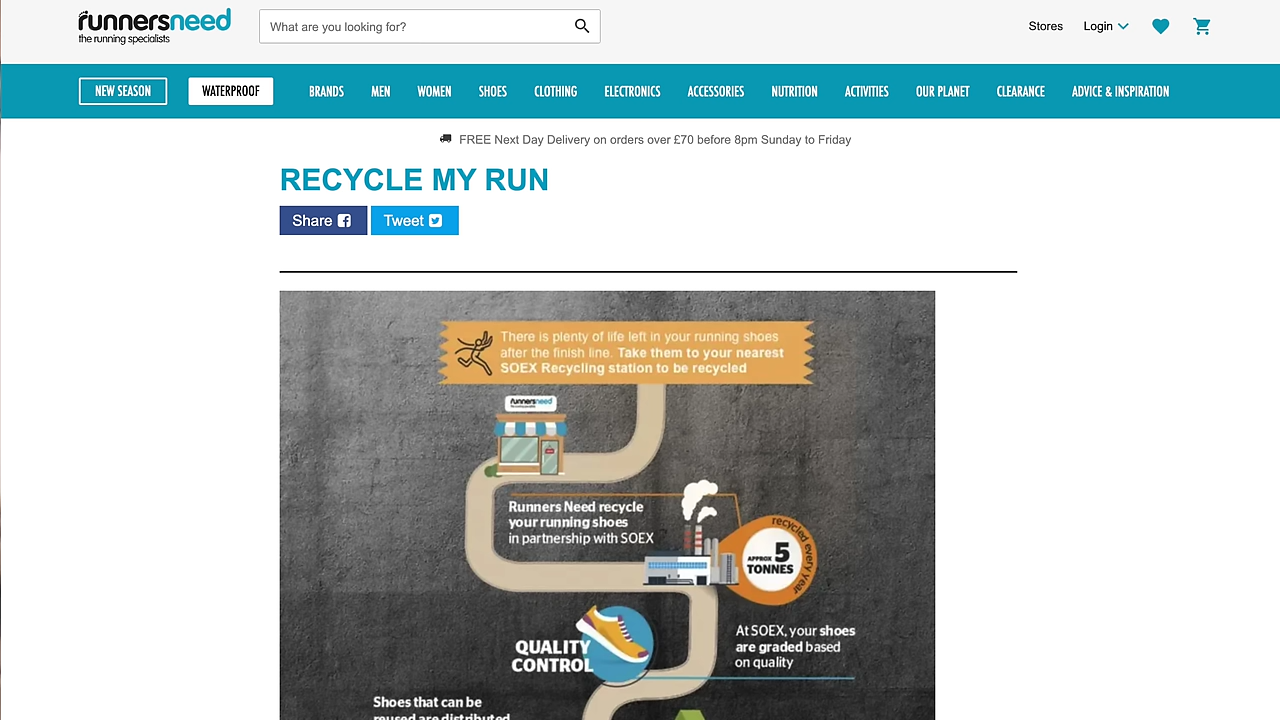 runnersneed
the running specialists
What are you looking for?
Stores
Login
NEW SEASON
WATERPROOF
BRANDS
MEN
WOMEN
SHOES
CLOTHING
ELECTRONICS
ACCESSORIES
NUTRITION
ACTIVITIES
OUR PLANET
CLEARANCE
ADVICE & INSPIRATION
FREE Next Day Delivery on orders over £70 before 8pm Sunday to Friday
RECYCLE MY RUN
Share
Tweet
There is plenty of life left in your running shoes
after the finish line. Take them to your nearest
SOEX Recycling station to be recycled
runnersneed
Runners Need recycle
your running shoes
in partnership with SOEX
recycled every year
APPROX 5
TONNES
QUALITY
CONTROL
At SOEX, your shoes
are graded based
on quality
Shoes that can be
reused are distributed